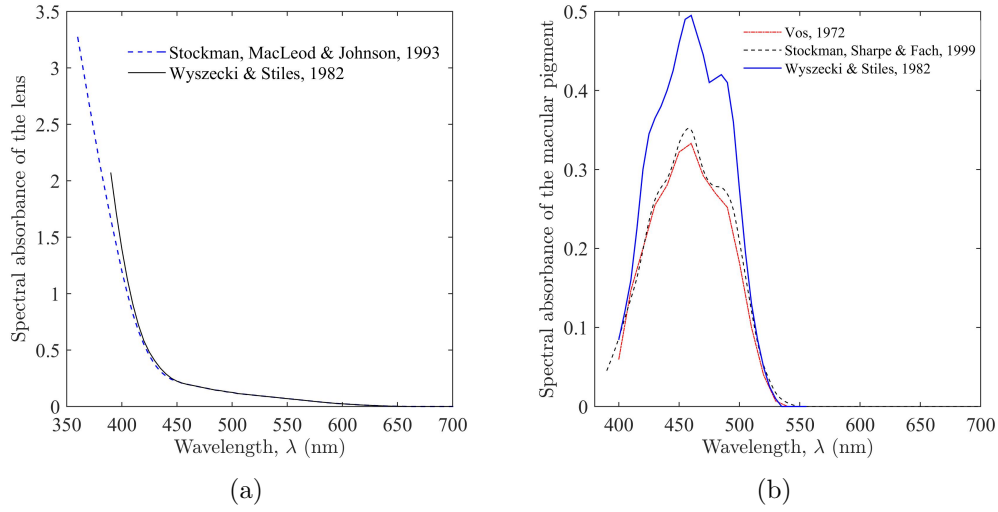 Spectral absorbance of the lens
3.5
3
2.5
2
1.5
1
0.5
0
Stockman, MacLeod & Johnson, 1993
Wyszecki & Stiles, 1982
350 400 450 500 550 600 650 700
Wavelength, λ (nm)
(a)
Spectral absorbance of the macular pigment
0.5
0.4
0.3
0.2
0.1
0
Vos, 1972
Stockman, Sharpe & Fach, 1999
Wyszecki & Stiles, 1982
400 450 500 550 600 650 700
Wavelength, λ (nm)
(b)